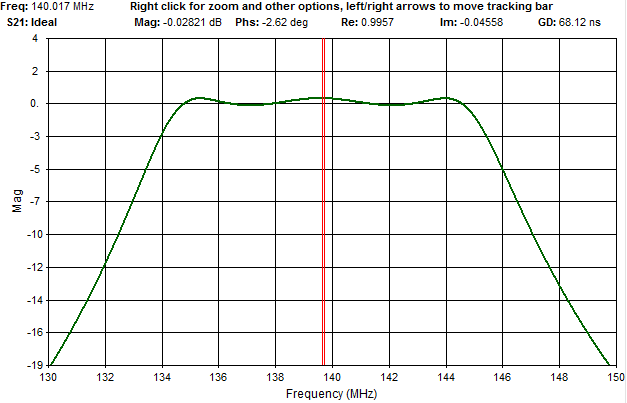 Freq: 140.017 MHz Right click for zoom and other options, left/right arrows to move tracking bar
S21: Ideal Mag: -0.02821 dB Phs: -2.62 deg Re: 0.9957 Im: -0.04558 GD: 68.12 ns
4
2
0.
-3
-5
-7
-10
-12
-14
-16
-19
Mag
130 132 134 136 138 140 142 144 146 148 150
Frequency (MHz)